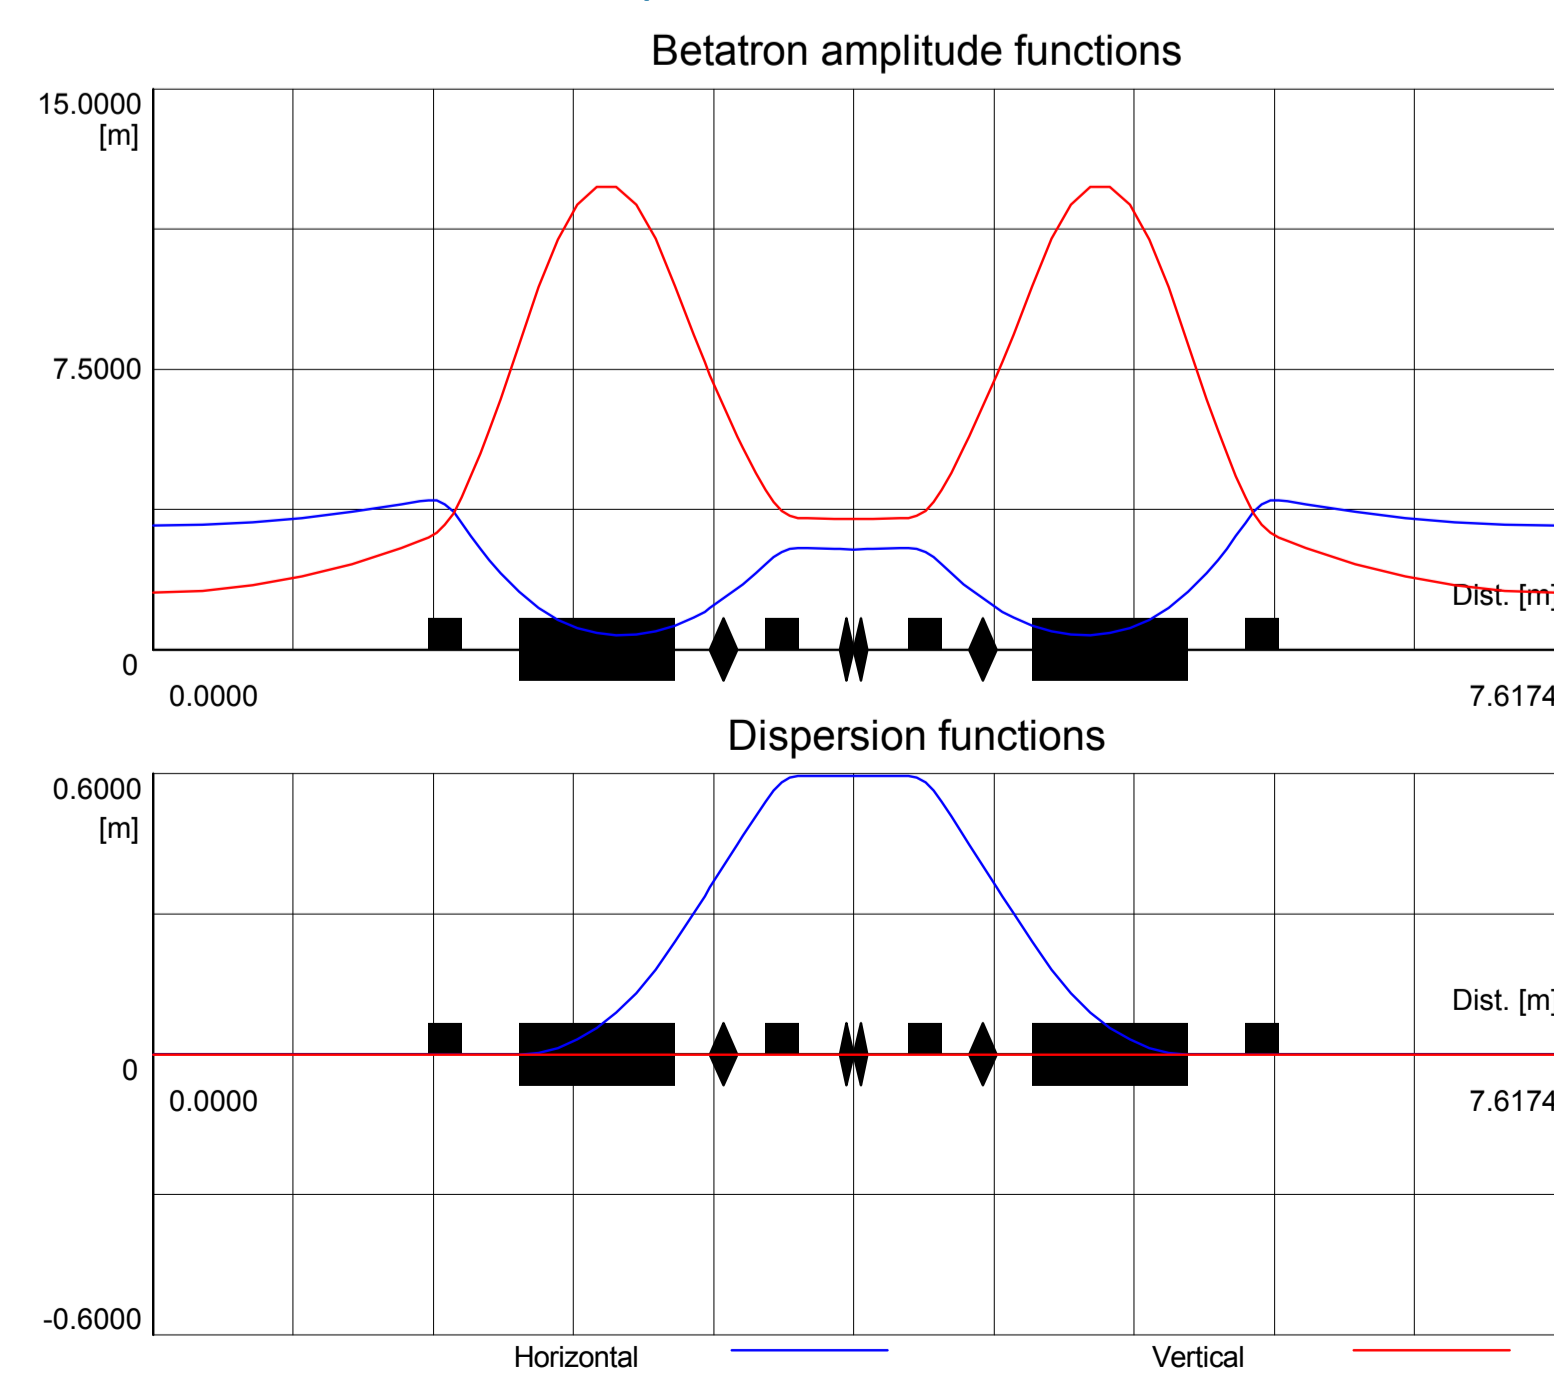 Betatron amplitude functions
15.0000
[m]
7.5000
Dist. [m]
0
0.0000 7.6174
Dispersion functions
0.6000
[m]
Dist. [m]
0
0.0000 7.6174
-0.6000
Horizontal Vertical